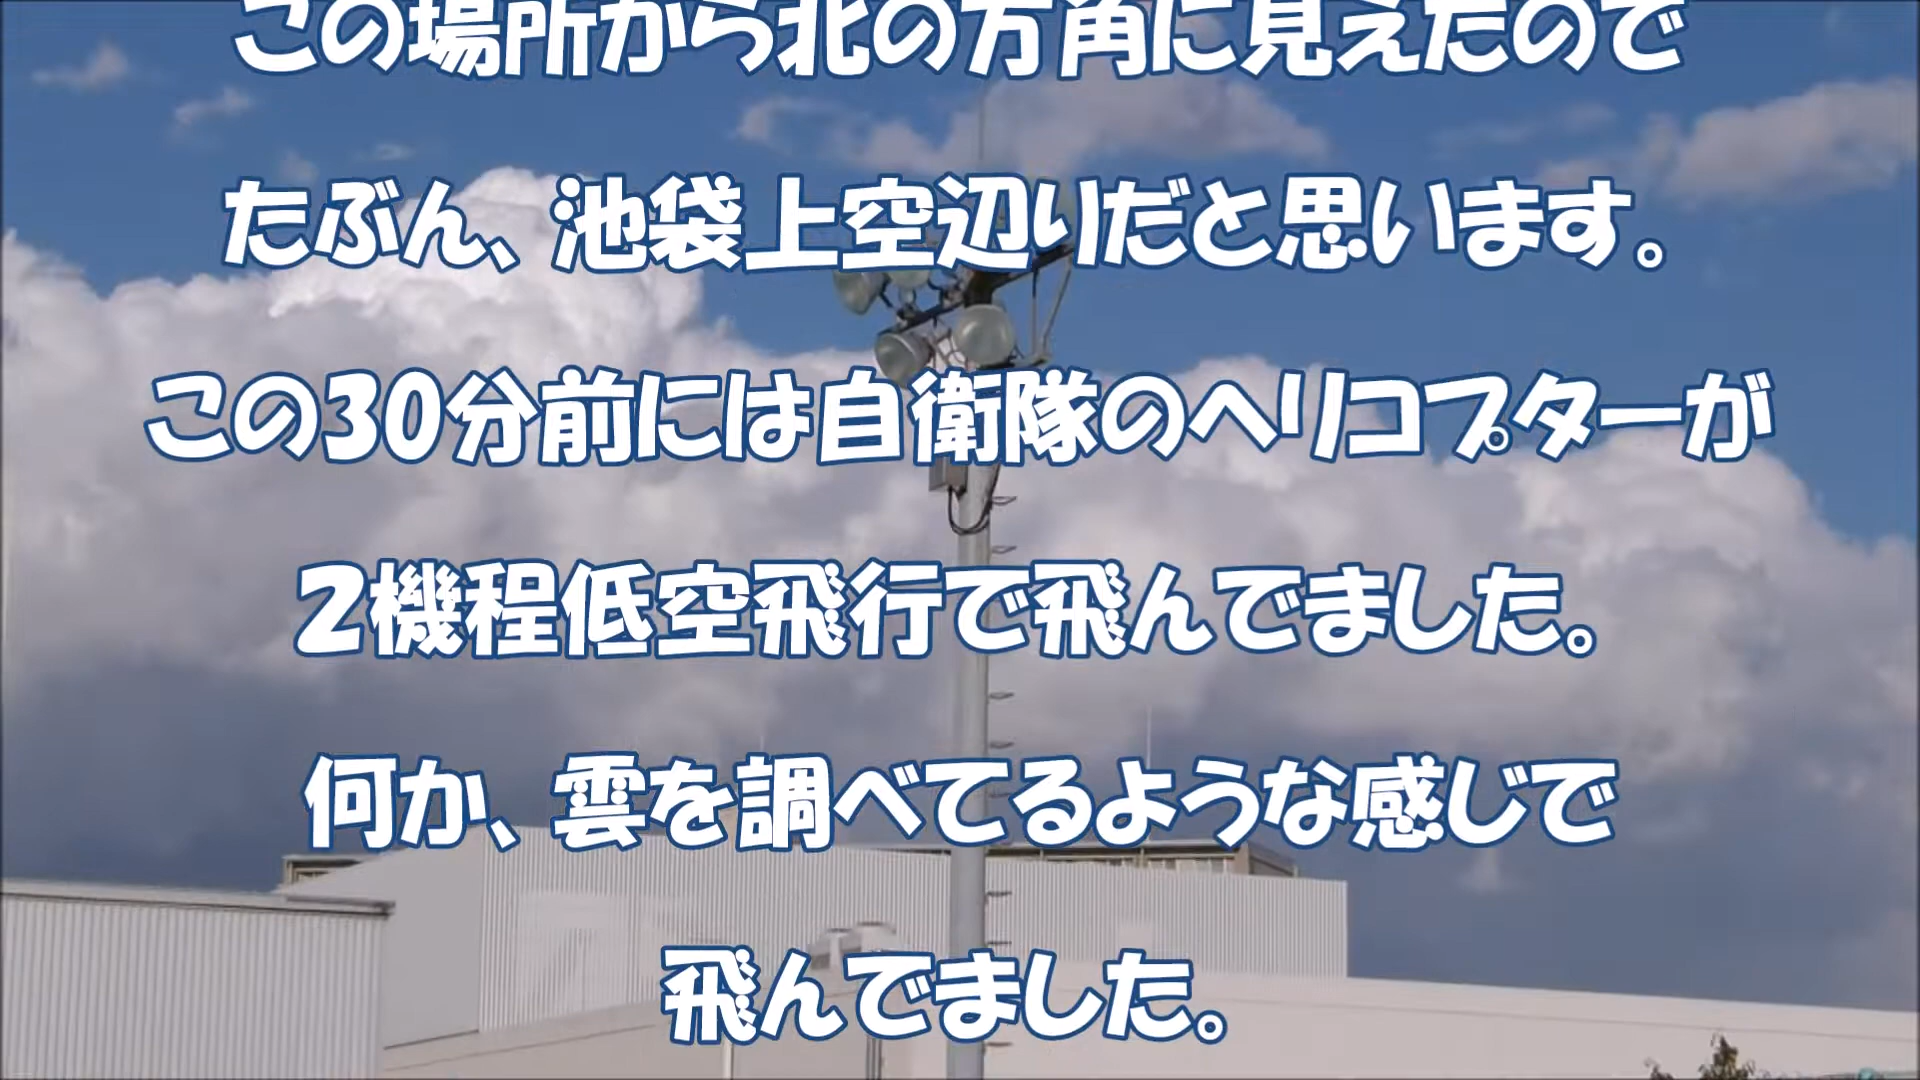 この場所から北の方角に見えたので
たぶん、池袋上空辺りだと思います。
この30分前には自衛隊のヘリコプターが
2機程低空飛行で飛んでました。
何か、雲を調べてるような感じで
飛んでました。